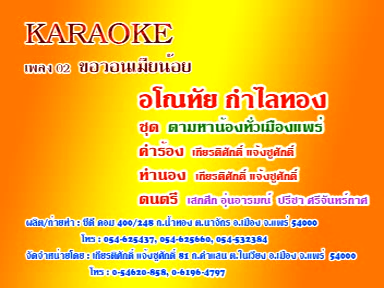 KARAOKE
เพลง 02 ขอวอนเมียน้อย
อโณทัย กำไลทอง
ชุด ตามหาน้องทั่วเมืองแพร่
คำร้อง เกียรติศักดิ์ แจ้งชูศักดิ์
ทำนอง เกียรติศักดิ์ แจ้งชูศักดิ์
ดนตรี เสกศึก อุ่นอารมณ์ ปรีชา ศรีจันทร์กาศ
ผลิต/ถ่ายทำ : ซีดี คอม 400/248 ถ.น้ำทอง ต.นาจักร อ.เมือง จ.แพร่ 54000
โทร : 054-625437, 054-625660, 054-532384
จัดจำหน่ายโดย : เกียรติศักดิ์ แจ้งชูศักดิ์ 81 ถ.คำแสน ต.ในเวียง อ.เมือง จ.แพร่ 54000
โทร : 0-54620-858, 0-6196-4797